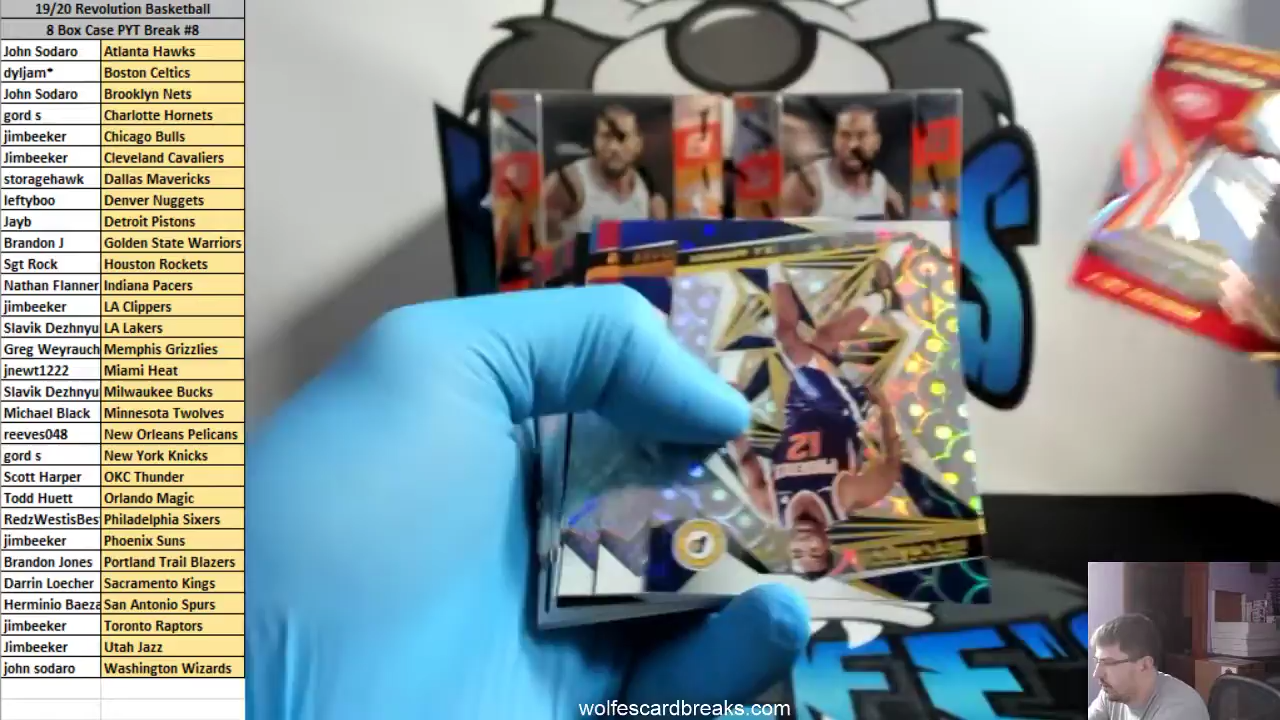 19/20 Revolution Basketball
8 Box Case PYT Break #8
John Sodaro Atlanta Hawks
dyljam* Boston Celtics
John Sodaro Brooklyn Nets
gord s Charlotte Hornets
jimbeeker Chicago Bulls
Jimbeeker Cleveland Cavaliers
storagehawk Dallas Mavericks
leftyboo Denver Nuggets
Jayb Detroit Pistons
Brandon J Golden State Warriors
Sgt Rock Houston Rockets
Nathan Flanner Indiana Pacers
jimbeeker LA Clippers
Slavik Dezhnyu LA Lakers
Greg Weyrauch Memphis Grizzlies
jnewt1222 Miami Heat
Slavik Dezhnyu Milwaukee Bucks
Michael Black Minnesota Twolves
reeves048 New Orleans Pelicans
gord s New York Knicks
Scott Harper OKC Thunder
Todd Huett Orlando Magic
RedzWestisBes Philadelphia Sixers
jimbeeker Phoenix Suns
Brandon Jones Portland Trail Blazers
Darrin Loecher Sacramento Kings
Herminio Baeza San Antonio Spurs
jimbeeker Toronto Raptors
Jimbeeker Utah Jazz
john sodaro Washington Wizards
wolfescardbreaks.com